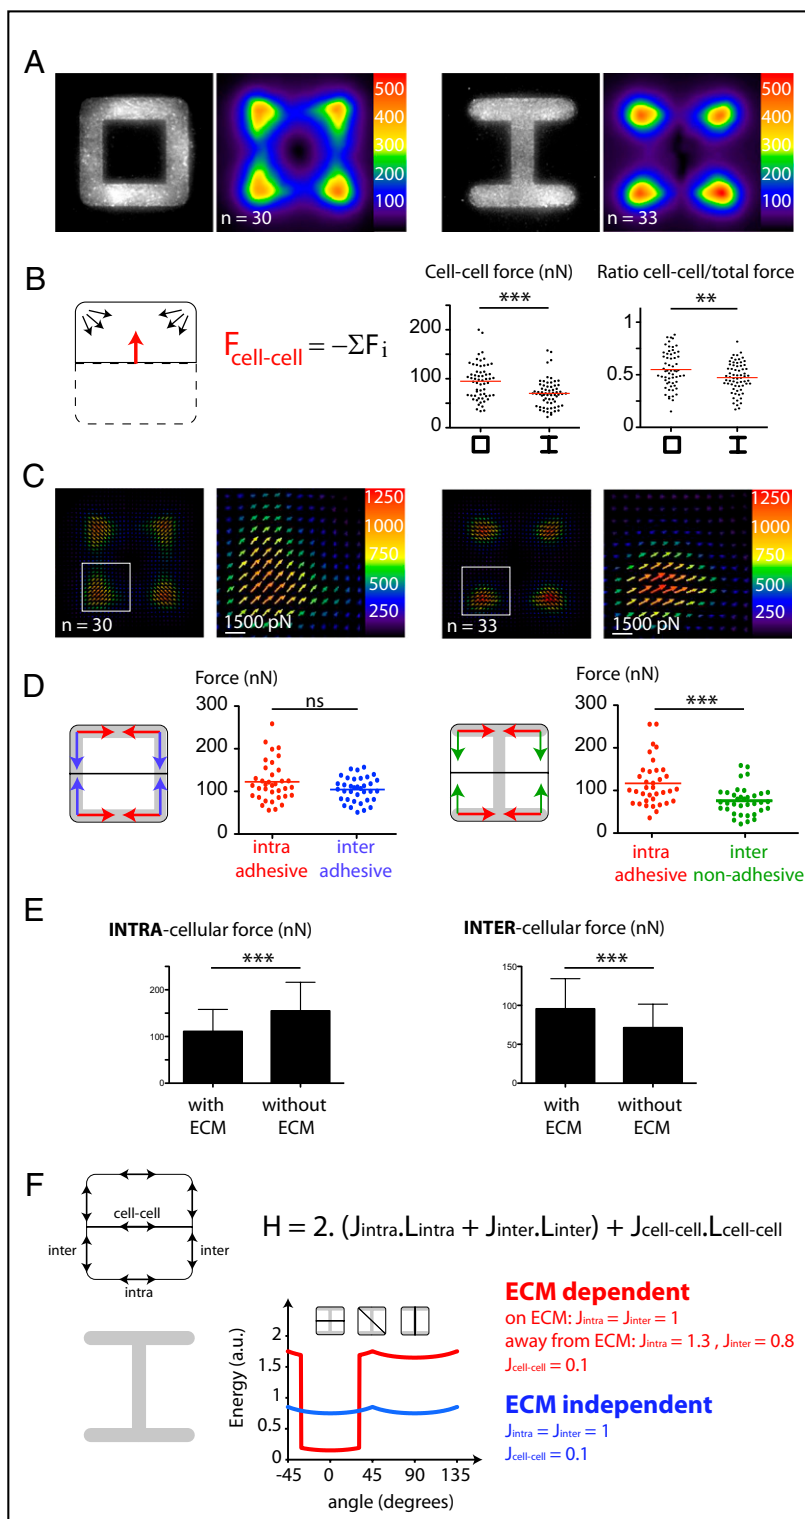 A
500
400
300
200
100
n = 30
500
400
300
200
100
n = 33
B
F cell-cell = −ΣFi
Cell-cell force (nN)
***
200
100
0
Ratio cell-cell/total force
**
1
0.5
0
C
n = 30
1500 pN
1250
1000
750
500
250
n = 33
1500 pN
1250
1000
750
500
250
D
Force (nN)
ns
300
200
100
0
intra
adhesive
inter
adhesive
Force (nN)
***
300
200
100
0
intra
adhesive
inter
non-adhesive
E
INTRA-cellular force (nN)
***
200
100
0
with
ECM
without
ECM
INTER-cellular force (nN)
***
150
100
50
0
with
ECM
without
ECM
F
cell-cell
inter
inter
intra
H = 2. (Jintra.Lintra + Jinter.Linter) + Jcell-cell.Lcell-cell
Energy (a.u.)
2
1.5
1
0.5
0
-45
0
45
90
135
angle (degrees)
ECM dependent
on ECM: Jintra = Jinter = 1
away from ECM: Jintra = 1.3 , Jinter = 0.8
Jcell-cell = 0.1
ECM independent
Jintra = Jinter = 1
Jcell-cell = 0.1